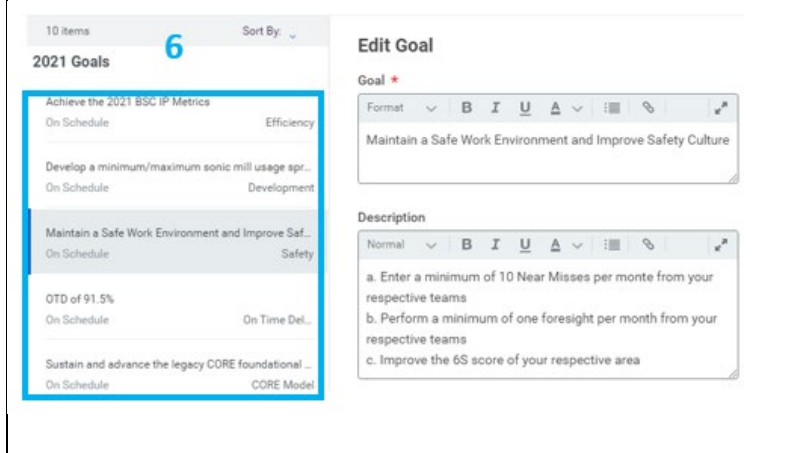 10 items Sort By:
6
2021 Goals
Achieve the 2021 BSC IP Metrics
On Schedule Efficiency
Develop a minimum/maximum sonic mill usage spr...
On Schedule Development
Maintain a Safe Work Environment and Improve Saf...
On Schedule Safety
OTD of 91.5%
On Schedule On Time Del...
Sustain and advance the legacy CORE foundational ...
On Schedule CORE Model
Edit Goal
Goal *
Format B I U A
Maintain a Safe Work Environment and Improve Safety Culture
Description
Normal B I U A
a. Enter a minimum of 10 Near Misses per monte from your
respective teams
b. Perform a minimum of one foresight per month from your
respective teams
c. Improve the 6S score of your respective area